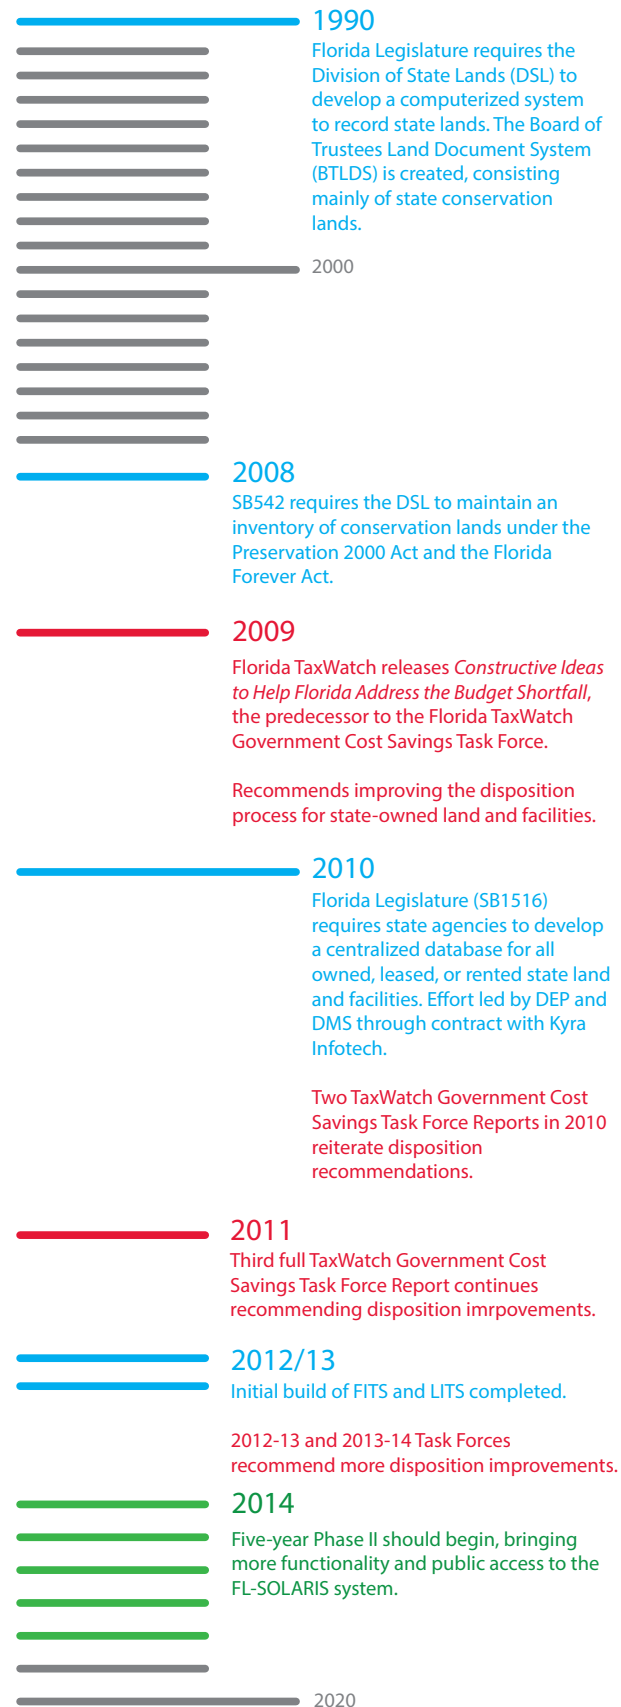 1990
Florida Legislature requires the
Division of State Lands (DSL) to
develop a computerized system
to record state lands. The Board of
Trustees Land Document System
(BTLDS) is created, consisting
mainly of state conservation
lands.
2000
2008
SB542 requires the DSL to maintain an
inventory of conservation lands under the
Preservation 2000 Act and the Florida
Forever Act.
2009
Florida TaxWatch releases Constructive Ideas
to Help Florida Address the Budget Shortfall,
the predecessor to the Florida TaxWatch
Government Cost Savings Task Force.
Recommends improving the disposition
process for state-owned land and facilities.
2010
Florida Legislature (SB1516)
requires state agencies to develop
a centralized database for all
owned, leased, or rented state land
and facilities. Effort led by DEP and
DMS through contract with Kyra
Infotech.
Two TaxWatch Government Cost
Savings Task Force Reports in 2010
reiterate disposition
recommendations.
2011
Third full TaxWatch Government Cost
Savings Task Force Report continues
recommending disposition imrpovements.
2012/13
Initial build of FITS and LITS completed.
2012-13 and 2013-14 Task Forces
recommend more disposition improvements.
2014
Five-year Phase II should begin, bringing
more functionality and public access to the
FL-SOLARIS system.
2020